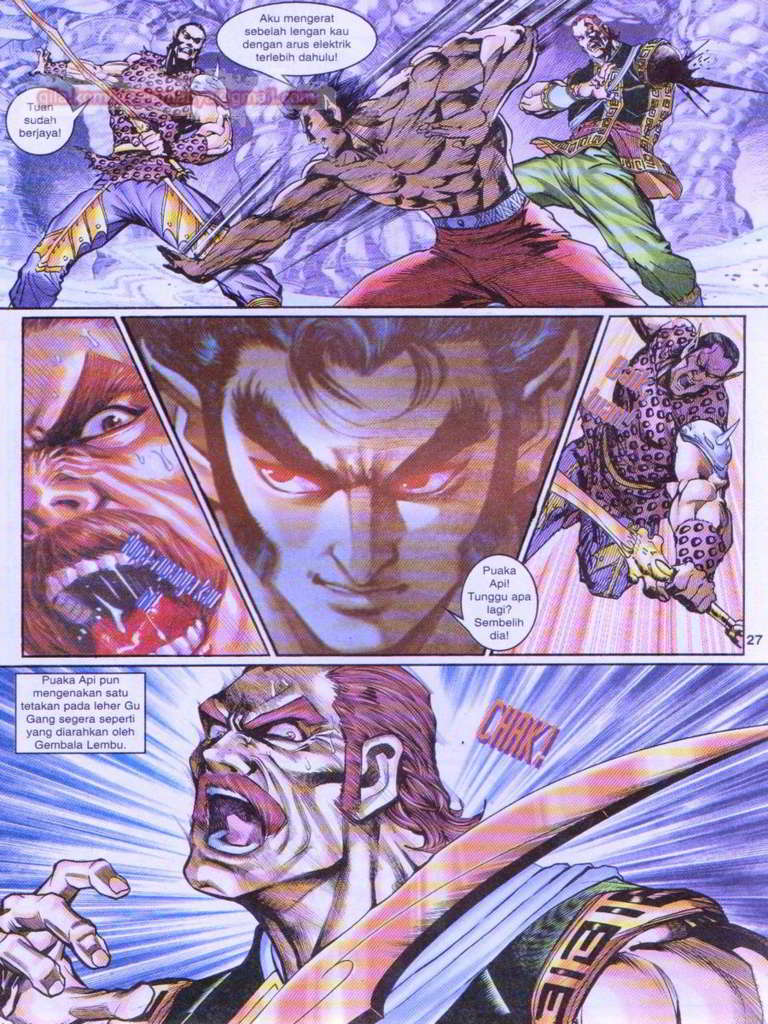 Aku mengerat
sebelah lengan kau
dengan arus elektrik
terlebih dahulu!
Tuan
sudah
berjaya!
Puaka
Api!
Tunggu apa
lagi?
Sembelih
dia!
27
Puaka Api pun
mengenakan satu
tetakan pada leher Gu
Gang segera seperti
yang diarahkan oleh
Gembala Lembu.
CHAK!